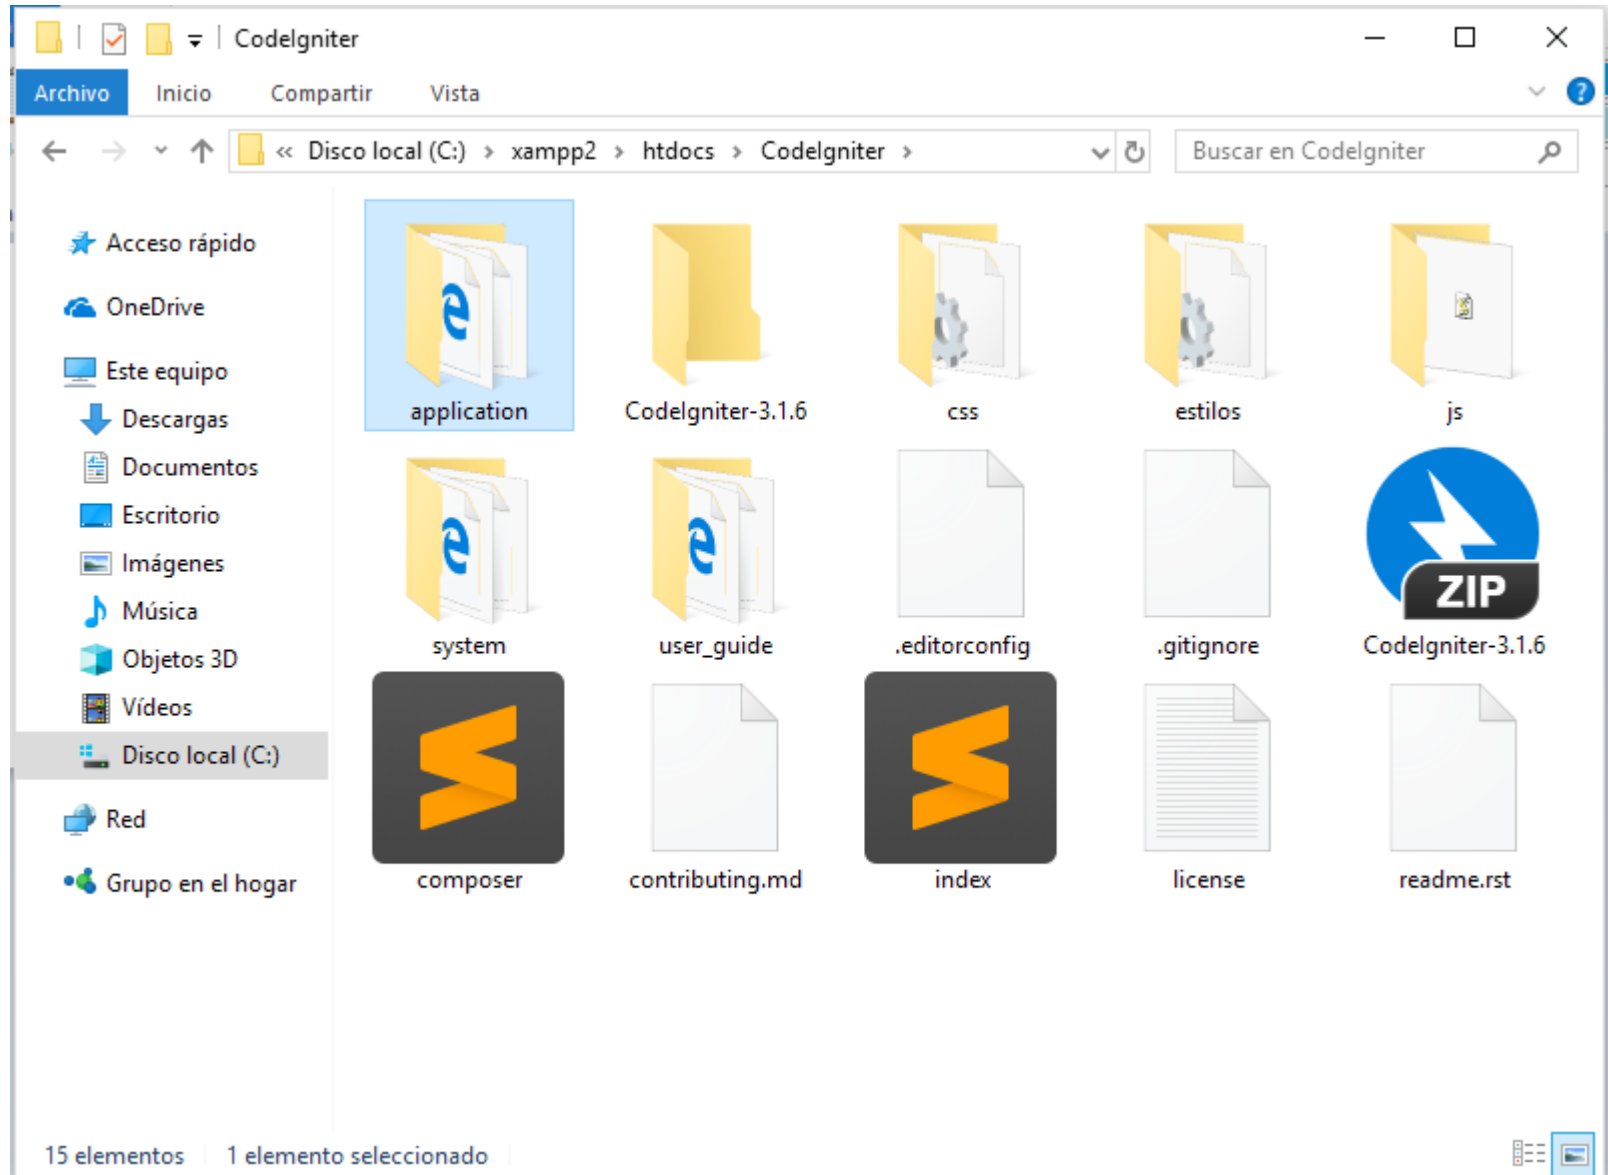 CodeIgniter
Archivo Inicio Compartir Vista
« Disco local (C:) › xampp2 › htdocs › CodeIgniter › Buscar en CodeIgniter
Acceso rápido
OneDrive
Este equipo
Descargas
Documentos
Escritorio
Imágenes
Música
Objetos 3D
Vídeos
Disco local (C:)
Red
Grupo en el hogar
application CodeIgniter-3.1.6 css estilos js
ZIP
system user_guide .editorconfig .gitignore CodeIgniter-3.1.6
composer contributing.md index license readme.rst
15 elementos 1 elemento seleccionado